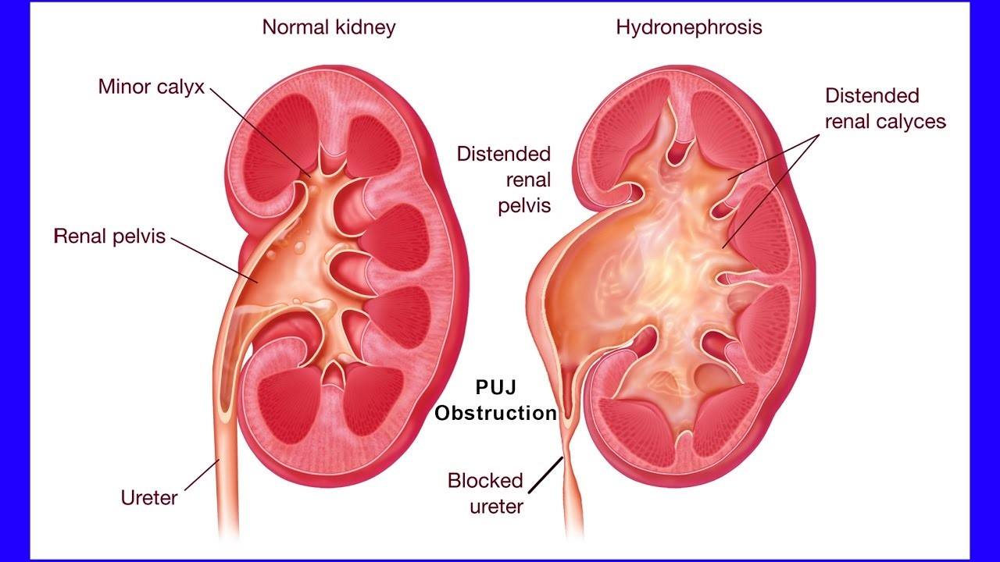 Normal kidney
Hydronephrosis
Minor calyx
Distended
renal calyces
Distended
renal
pelvis
Renal pelvis
PUJ
Obstruction
Blocked
ureter
Ureter